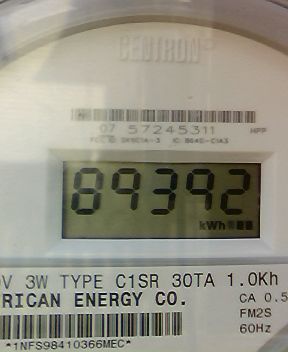 CENTRON
07 57245311 HPP
89392
kWh
V 3W TYPE C1SR 30TA 1.0Kh
RICAN ENERGY CO. CA 0.5
FM2S
60Hz
*1NFS98410366MEC*